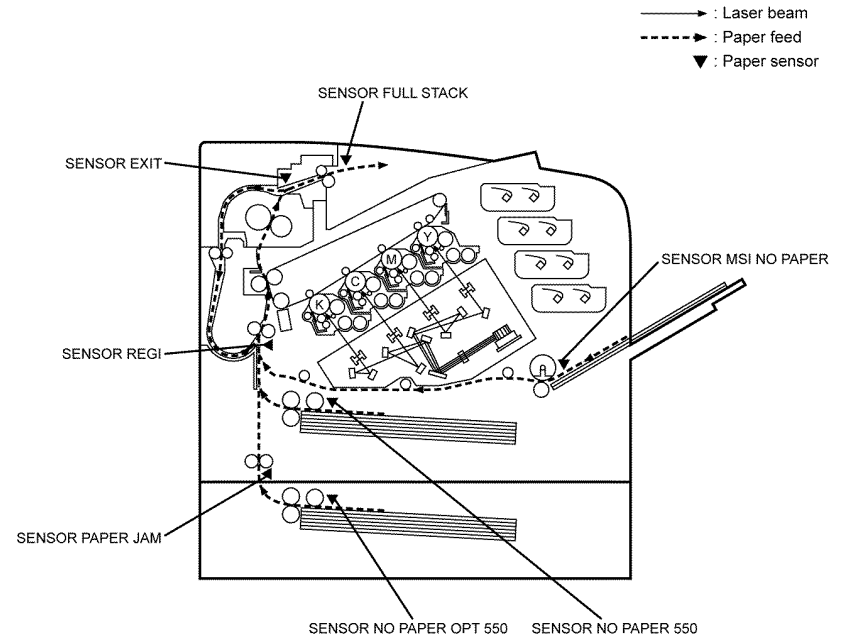 : Laser beam
: Paper feed
: Paper sensor
SENSOR FULL STACK
SENSOR EXIT
Y
SENSOR MSI NO PAPER
M
C
K
SENSOR REGI
SENSOR PAPER JAM
SENSOR NO PAPER OPT 550
SENSOR NO PAPER 550